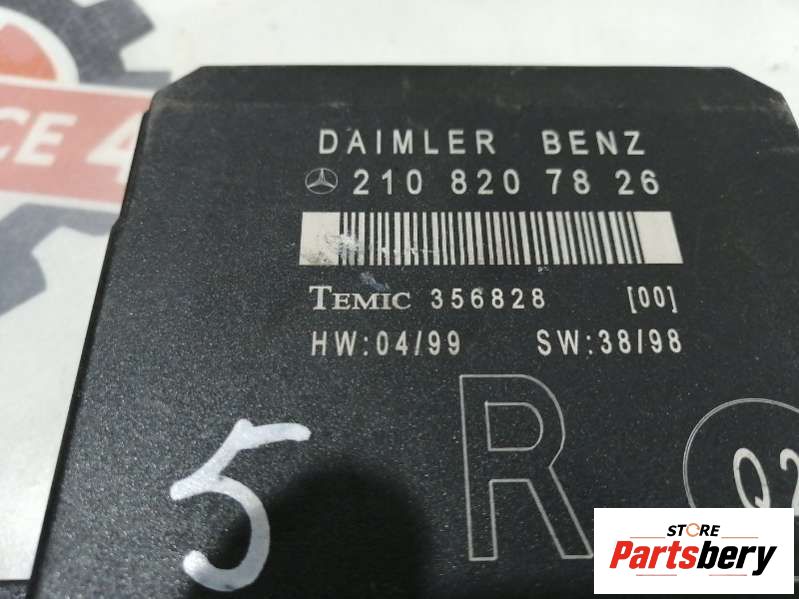 CE 4
DAIMLER BENZ
210 820 78 26
TEMIC 356828 [00]
HW:04/99 SW:38/98
R
Q2
5
STORE
Partsbery